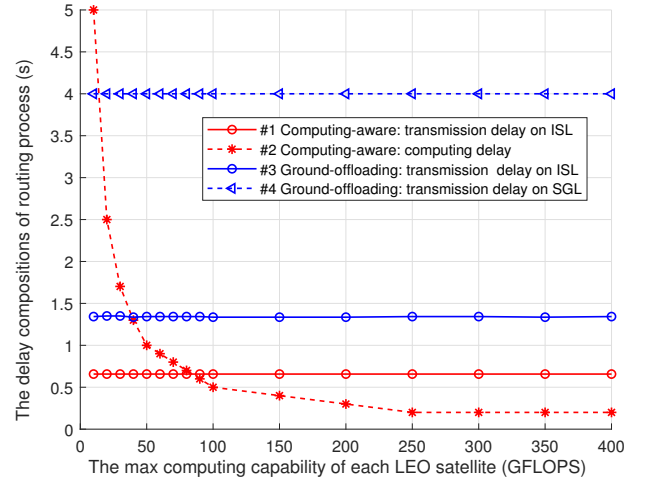 The delay compositions of routing process (s)
5
4.5
4
3.5
3
2.5
2
1.5
1
0.5
0
#1 Computing-aware: transmission delay on ISL
#2 Computing-aware: computing delay
#3 Ground-offloading: transmission delay on ISL
#4 Ground-offloading: transmission delay on SGL
0 50 100 150 200 250 300 350 400
The max computing capability of each LEO satellite (GFLOPS)